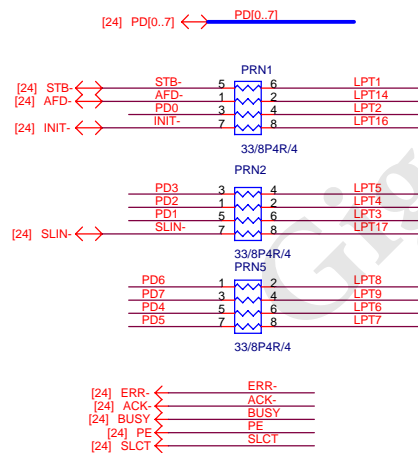 [24] PD[0..7] PD[0..7]
PRN1
[24] STB- STB- 5 6 LPT1
[24] AFD- AFD- 1 2 LPT14
PD0 3 4 LPT2
[24] INIT- INIT- 7 8 LPT16
33/8P4R/4
PRN2
PD3 3 4 LPT5
PD2 1 2 LPT4
PD1 5 6 LPT3
[24] SLIN- SLIN- 7 8 LPT17
33/8P4R/4
PRN5
PD6 1 2 LPT8
PD7 3 4 LPT9
PD4 5 6 LPT6
PD5 7 8 LPT7
33/8P4R/4
[24] ERR- ERR-
[24] ACK- ACK-
[24] BUSY BUSY
[24] PE PE
[24] SLCT SLCT
Gig